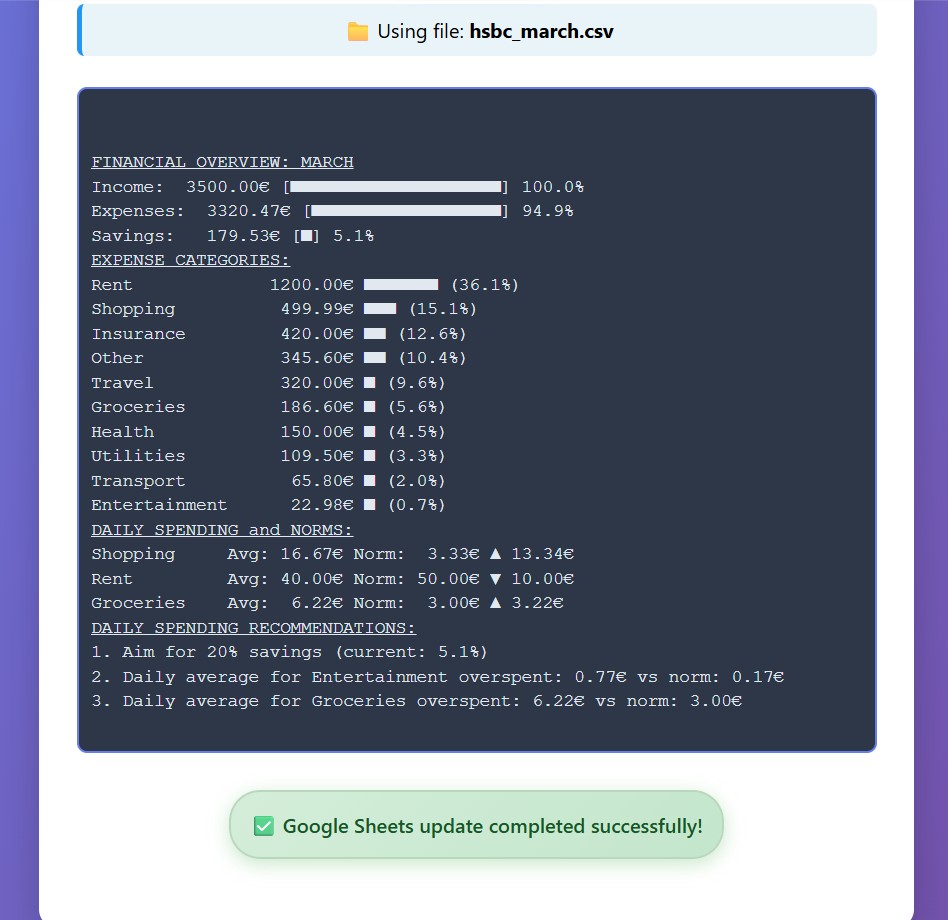 Using file: hsbc_march.csv
FINANCIAL OVERVIEW: MARCH
Income: 3500.00€ [] 100.0%
Expenses: 3320.47€ [] 94.9%
Savings: 179.53€ [] 5.1%
EXPENSE CATEGORIES:
Rent 1200.00€ (36.1%)
Shopping 499.99€ (15.1%)
Insurance 420.00€ (12.6%)
Other 345.60€ (10.4%)
Travel 320.00€ (9.6%)
Groceries 186.60€ (5.6%)
Health 150.00€ (4.5%)
Utilities 109.50€ (3.3%)
Transport 65.80€ (2.0%)
Entertainment 22.98€ (0.7%)
DAILY SPENDING and NORMS:
Shopping Avg: 16.67€ Norm: 3.33€ ▲ 13.34€
Rent Avg: 40.00€ Norm: 50.00€ ▼ 10.00€
Groceries Avg: 6.22€ Norm: 3.00€ ▲ 3.22€
DAILY SPENDING RECOMMENDATIONS:
1. Aim for 20% savings (current: 5.1%)
2. Daily average for Entertainment overspent: 0.77€ vs norm: 0.17€
3. Daily average for Groceries overspent: 6.22€ vs norm: 3.00€
Google Sheets update completed successfully!